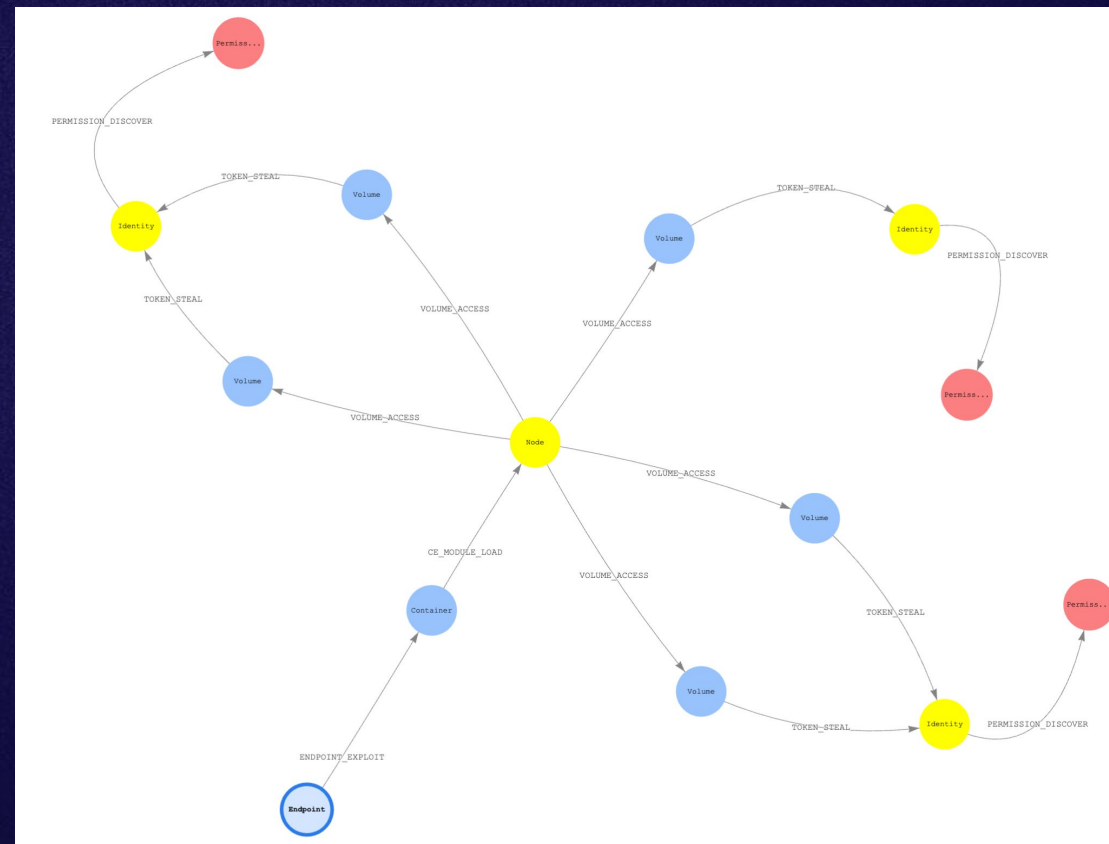 Permiss...
PERMISSION_DISCOVER
TOKEN_STEAL
Volume
Identity
TOKEN_STEAL
Volume
VOLUME_ACCESS
VOLUME_ACCESS
TOKEN_STEAL
Volume
Identity
PERMISSION_DISCOVER
VOLUME_ACCESS
Permiss...
Node
VOLUME_ACCESS
Volume
CE_MODULE_LOAD
VOLUME_ACCESS
Container
TOKEN_STEAL
Permiss...
Volume
TOKEN_STEAL
Identity
PERMISSION_DISCOVER
ENDPOINT_EXPLOIT
Endpoint